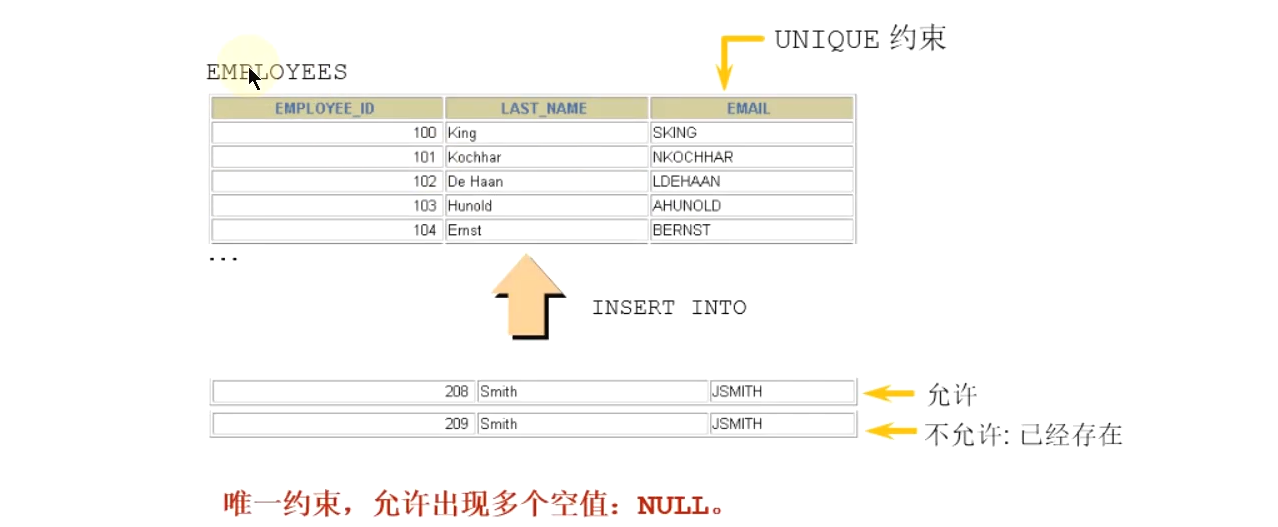 UNIQUE 约束
EMPLOYEES
EMPLOYEE_ID LAST_NAME EMAIL
100 King SKING
101 Kochhar NKOCHHAR
102 De Haan LDEHAAN
103 Hunold AHUNOLD
104 Ernst BERNST
...
INSERT INTO
208 Smith JSMITH 允许
209 Smith JSMITH 不允许: 已经存在
唯一约束，允许出现多个空值：NULL。